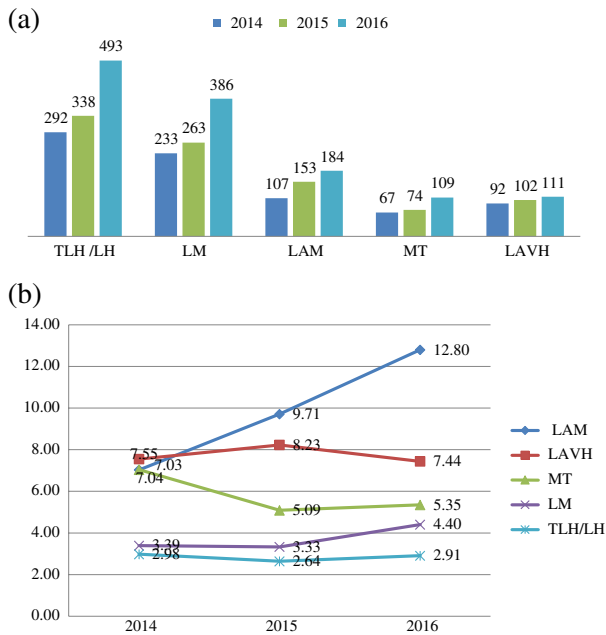 (a)
2014 2015 2016
292 338 493
233 263 386
107 153 184
67 74 109
92 102 111
TLH /LH LM LAM MT LAVH
(b)
14.00
12.00
10.00
8.00
6.00
4.00
2.00
0.00
7.03 9.71 12.80
7.55 8.23 7.44
7.04 5.09 5.35
3.39 3.33 4.40
2.98 2.64 2.91
2014 2015 2016
LAM
LAVH
MT
LM
TLH/LH